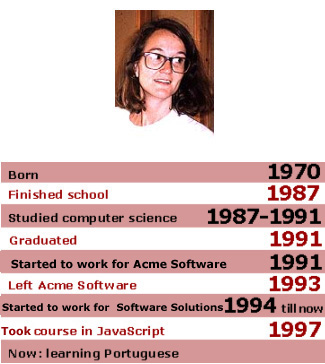 Born 1970
Finished school 1987
Studied computer science 1987-1991
Graduated 1991
Started to work for Acme Software 1991
Left Acme Software 1993
Started to work for Software Solutions 1994 till now
Took course in JavaScript 1997
Now: learning Portuguese